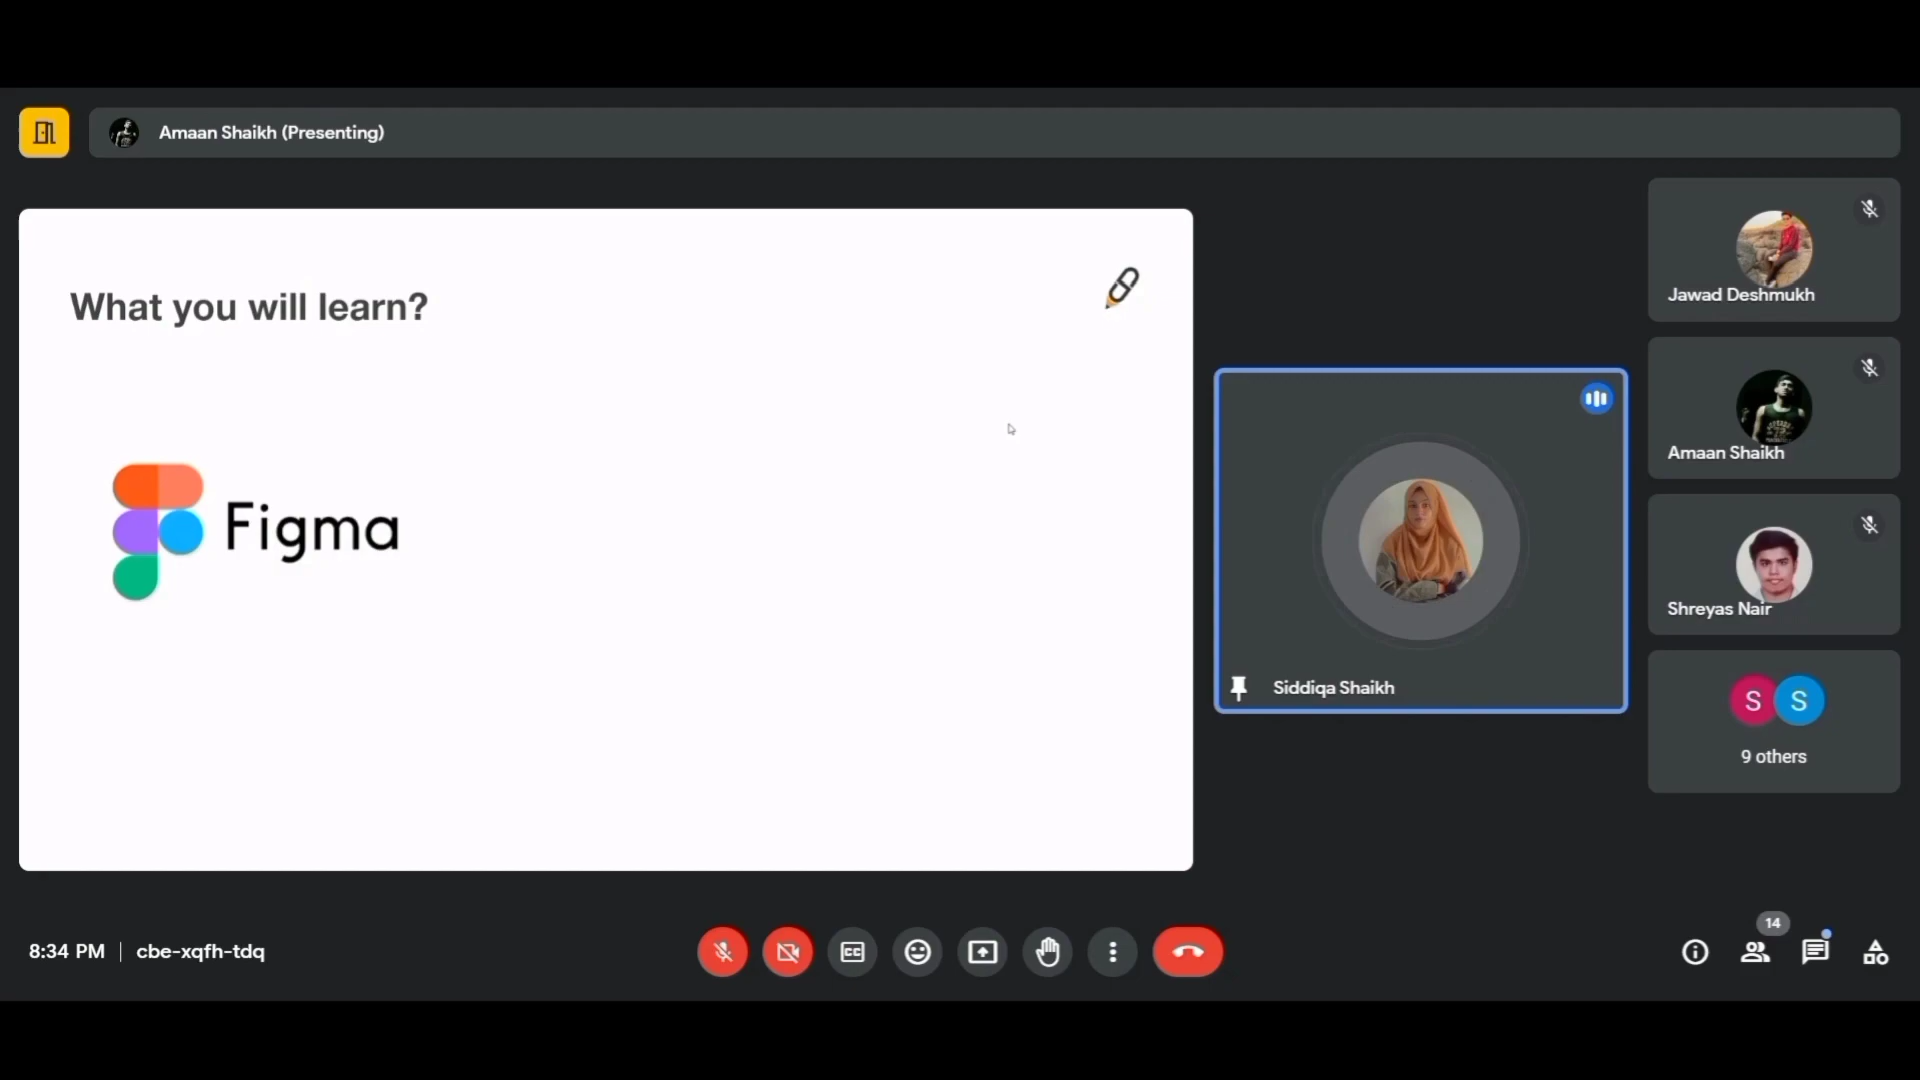 Amaan Shaikh (Presenting)
What you will learn?
Figma
Jawad Deshmukh
Amaan Shaikh
Shreyas Nair
Siddiqa Shaikh
S S
9 others
8:34 PM | cbe-xqfh-tdq
CC
14